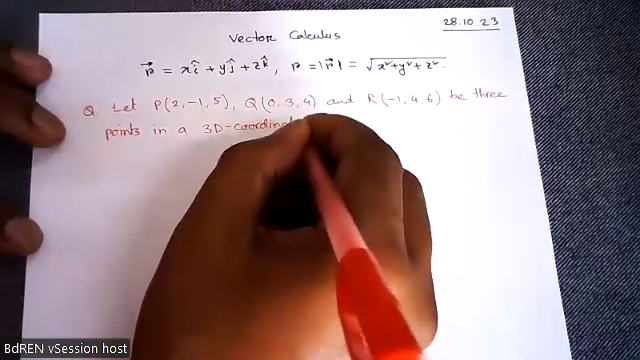 28.10.23
Vector Calculus
r⃗ = xî + yĵ + zk̂, r = |r⃗| = √x²+y²+z².
Q. Let P(2,-1,5), Q(0,3,4) and R(-1,4,6) be three
points in a 3D-coordinat
BdREN vSession host